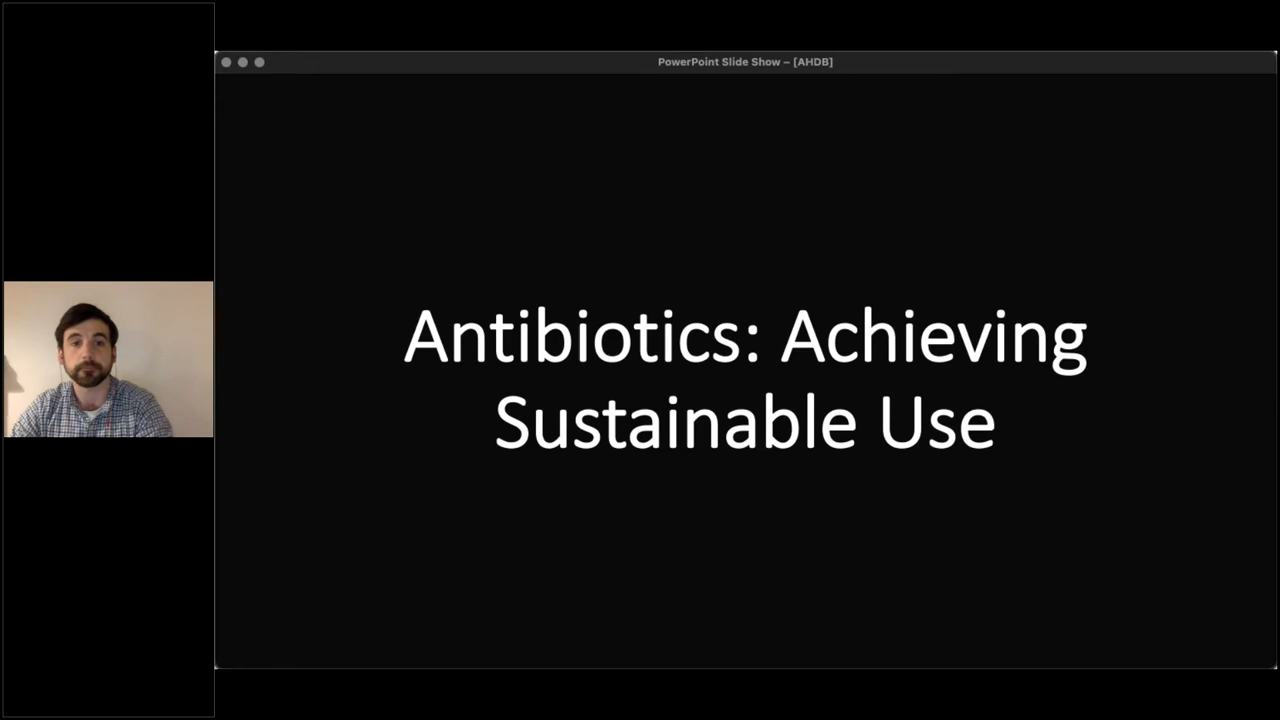 PowerPoint Slide Show – [AHDB]
Antibiotics: Achieving
Sustainable Use